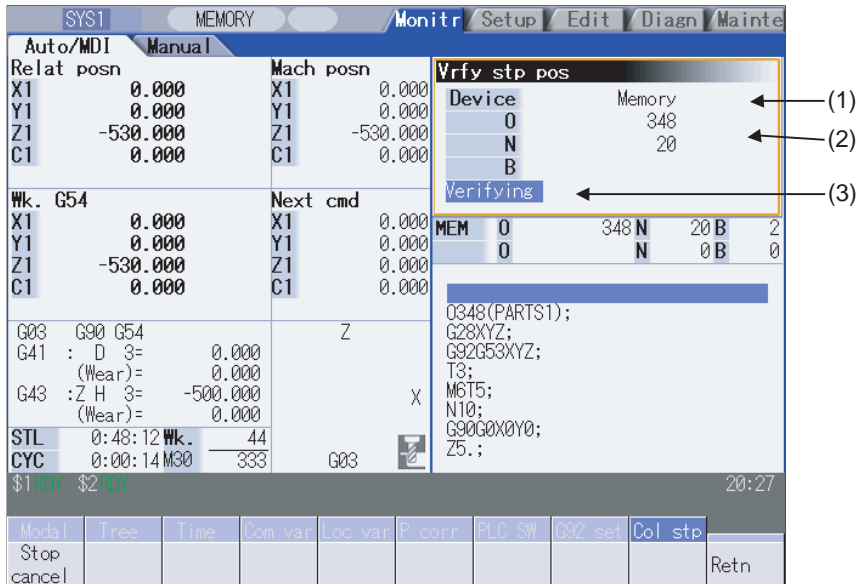 SYS1 MEMORY Monitr Setup Edit Diagn Mainte
Auto/MDI Manual
Relat posn
X1 0.000
Y1 0.000
Z1 -530.000
C1 0.000
Mach posn
X1 0.000
Y1 0.000
Z1 -530.000
C1 0.000
Vrfy stp pos
Device Memory (1)
O 348
N 20 (2)
B
Verifying (3)
Wk. G54
X1 0.000
Y1 0.000
Z1 -530.000
C1 0.000
Next cmd
X1 0.000
Y1 0.000
Z1 0.000
C1 0.000
MEM O 348 N 20 B 2
O N 0 B 0
O348(PARTS1);
G28XYZ;
G92G53XYZ;
T3;
M6T5;
N10;
G90G0X0Y0;
Z5.;
G03 G90 G54
G41 : D 3= 0.000
(Wear)= 0.000
G43 :Z H 3= -500.000
(Wear)= 0.000
Z
X
G03
STL 0:48:12 Wk. 44
CYC 0:00:14 M30 333
$1RDY $2RDY 20:27
Modal Tree Time Com var Loc var P corr PLC SW G92 set Col stp
Stop
cancel
Retn